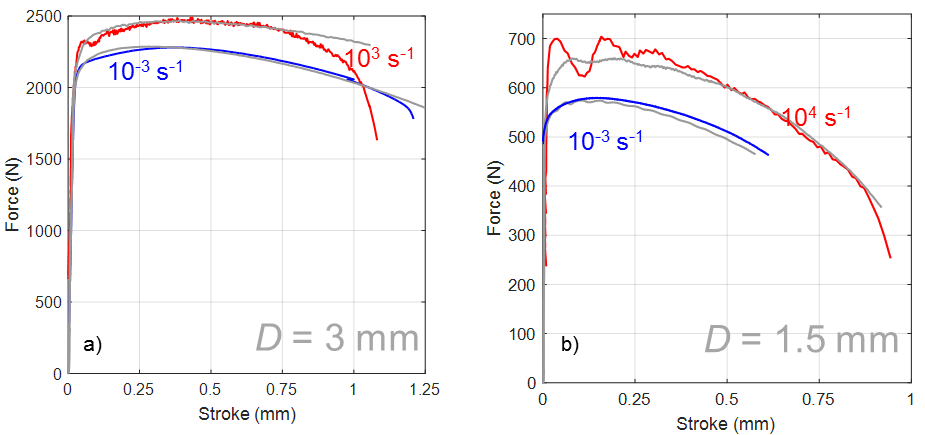 2500
2000
1500
1000
500
0
Force (N)
10³ s⁻¹
10⁻³ s⁻¹
a)
D = 3 mm
0 0.25 0.5 0.75 1 1.25
Stroke (mm)
700
600
500
400
300
200
100
0
Force (N)
10⁴ s⁻¹
10⁻³ s⁻¹
b)
D = 1.5 mm
0 0.25 0.5 0.75 1
Stroke (mm)